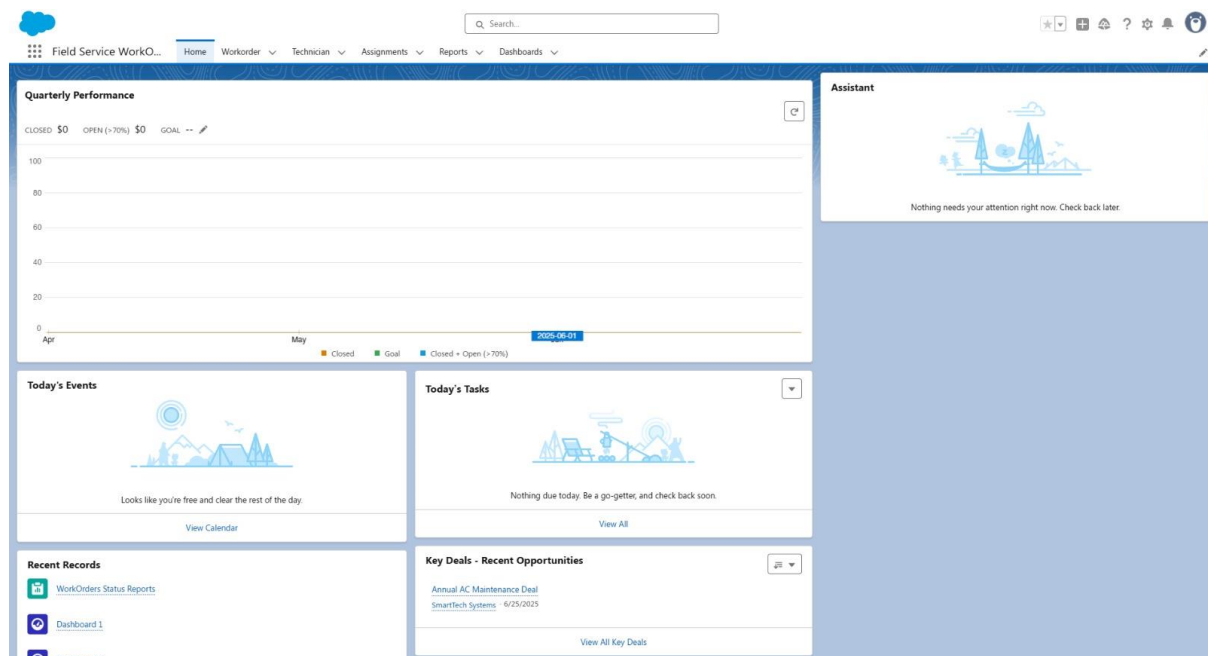 Search...
Field Service WorkO... Home Workorder Technician Assignments Reports Dashboards
Quarterly Performance
CLOSED $0 OPEN (>70%) $0 GOAL --
100
80
60
40
20
0
Apr May 2025-06-01
Closed Goal Closed + Open (>70%)
Assistant
Nothing needs your attention right now. Check back later.
Today's Events
Looks like you're free and clear the rest of the day.
View Calendar
Today's Tasks
Nothing due today. Be a go-getter, and check back soon.
View All
Recent Records
WorkOrders Status Reports
Dashboard 1
Key Deals - Recent Opportunities
Annual AC Maintenance Deal
SmartTech Systems · 6/25/2025
View All Key Deals